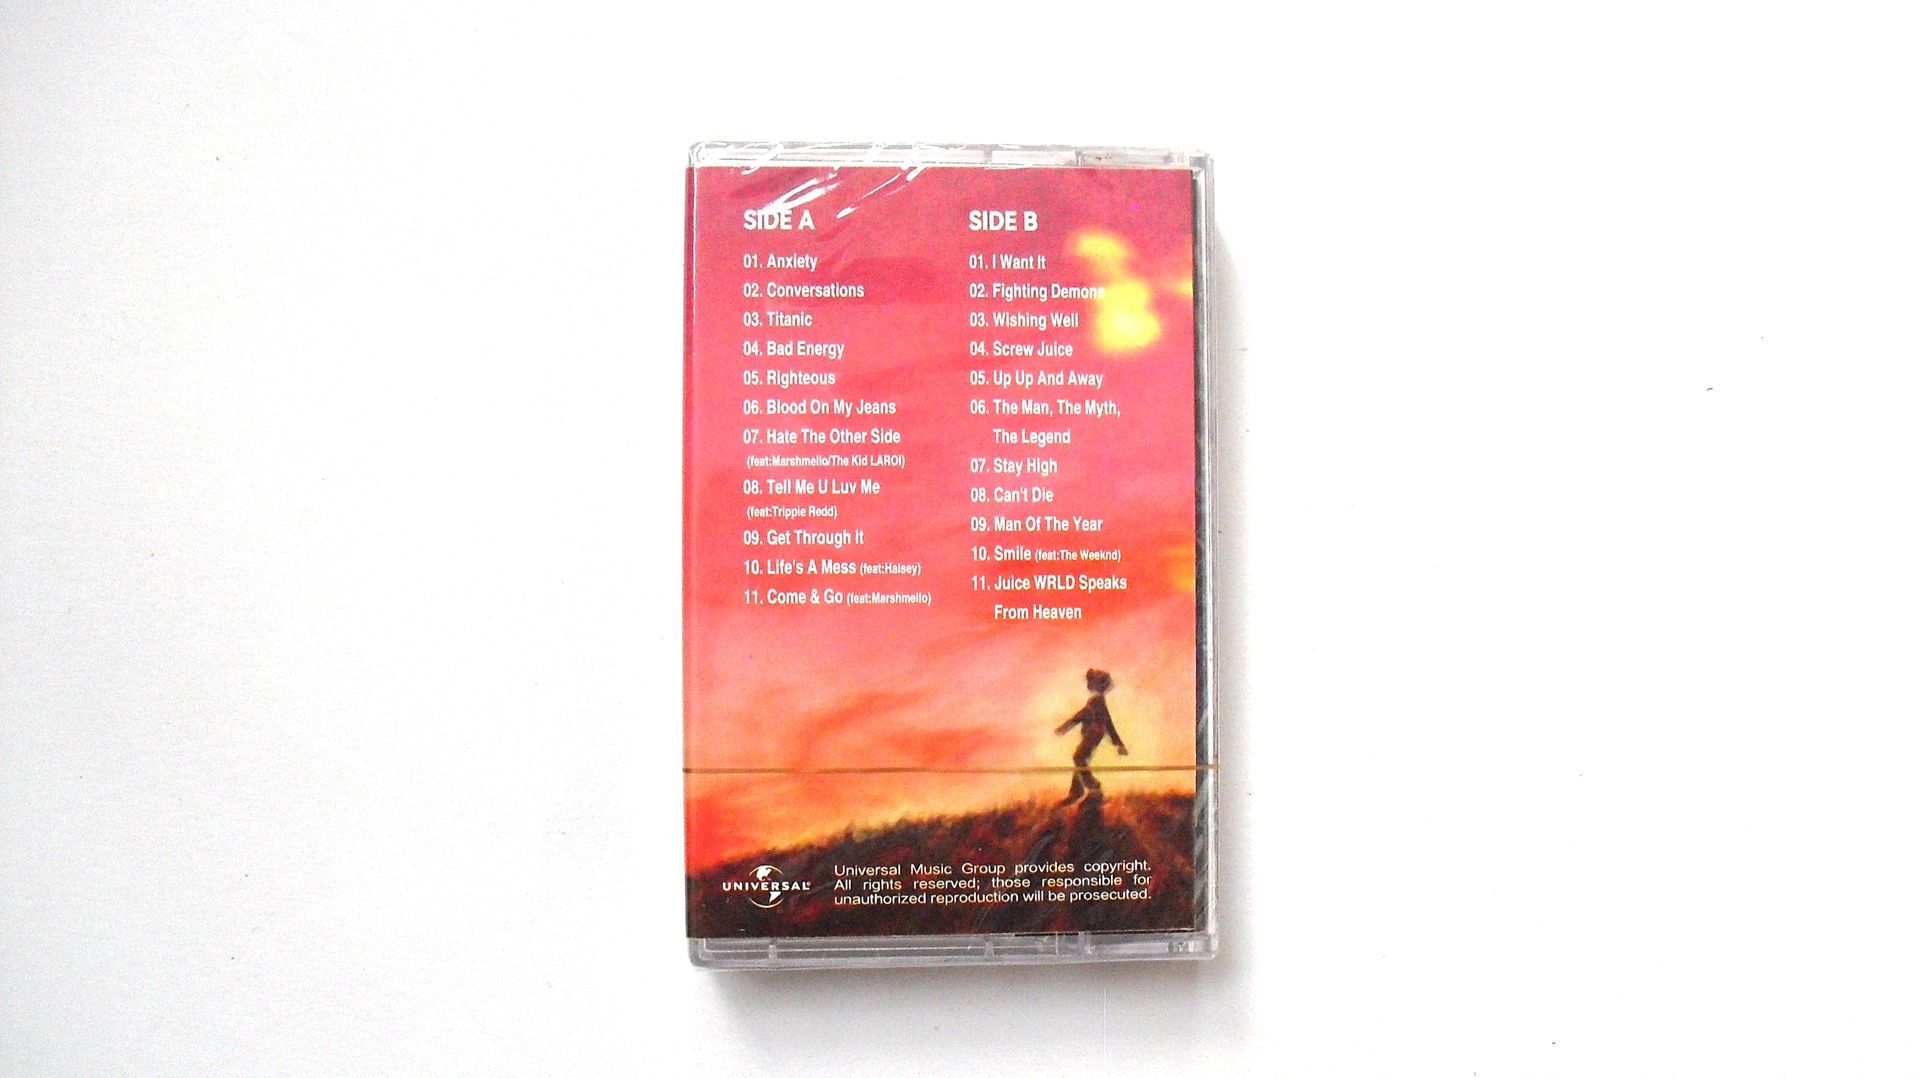 SIDE A
01. Anxiety
02. Conversations
03. Titanic
04. Bad Energy
05. Righteous
06. Blood On My Jeans
07. Hate The Other Side
(feat:Marshmello/The Kid LAROI)
08. Tell Me U Luv Me
(feat:Trippie Redd)
09. Get Through It
10. Life's A Mess (feat:Halsey)
11. Come & Go (feat:Marshmello)
SIDE B
01. I Want It
02. Fighting Demons
03. Wishing Well
04. Screw Juice
05. Up Up And Away
06. The Man, The Myth,
The Legend
07. Stay High
08. Can't Die
09. Man Of The Year
10. Smile (feat:The Weeknd)
11. Juice WRLD Speaks
From Heaven
UNIVERSAL
Universal Music Group provides copyright.
All rights reserved; those responsible for
unauthorized reproduction will be prosecuted.